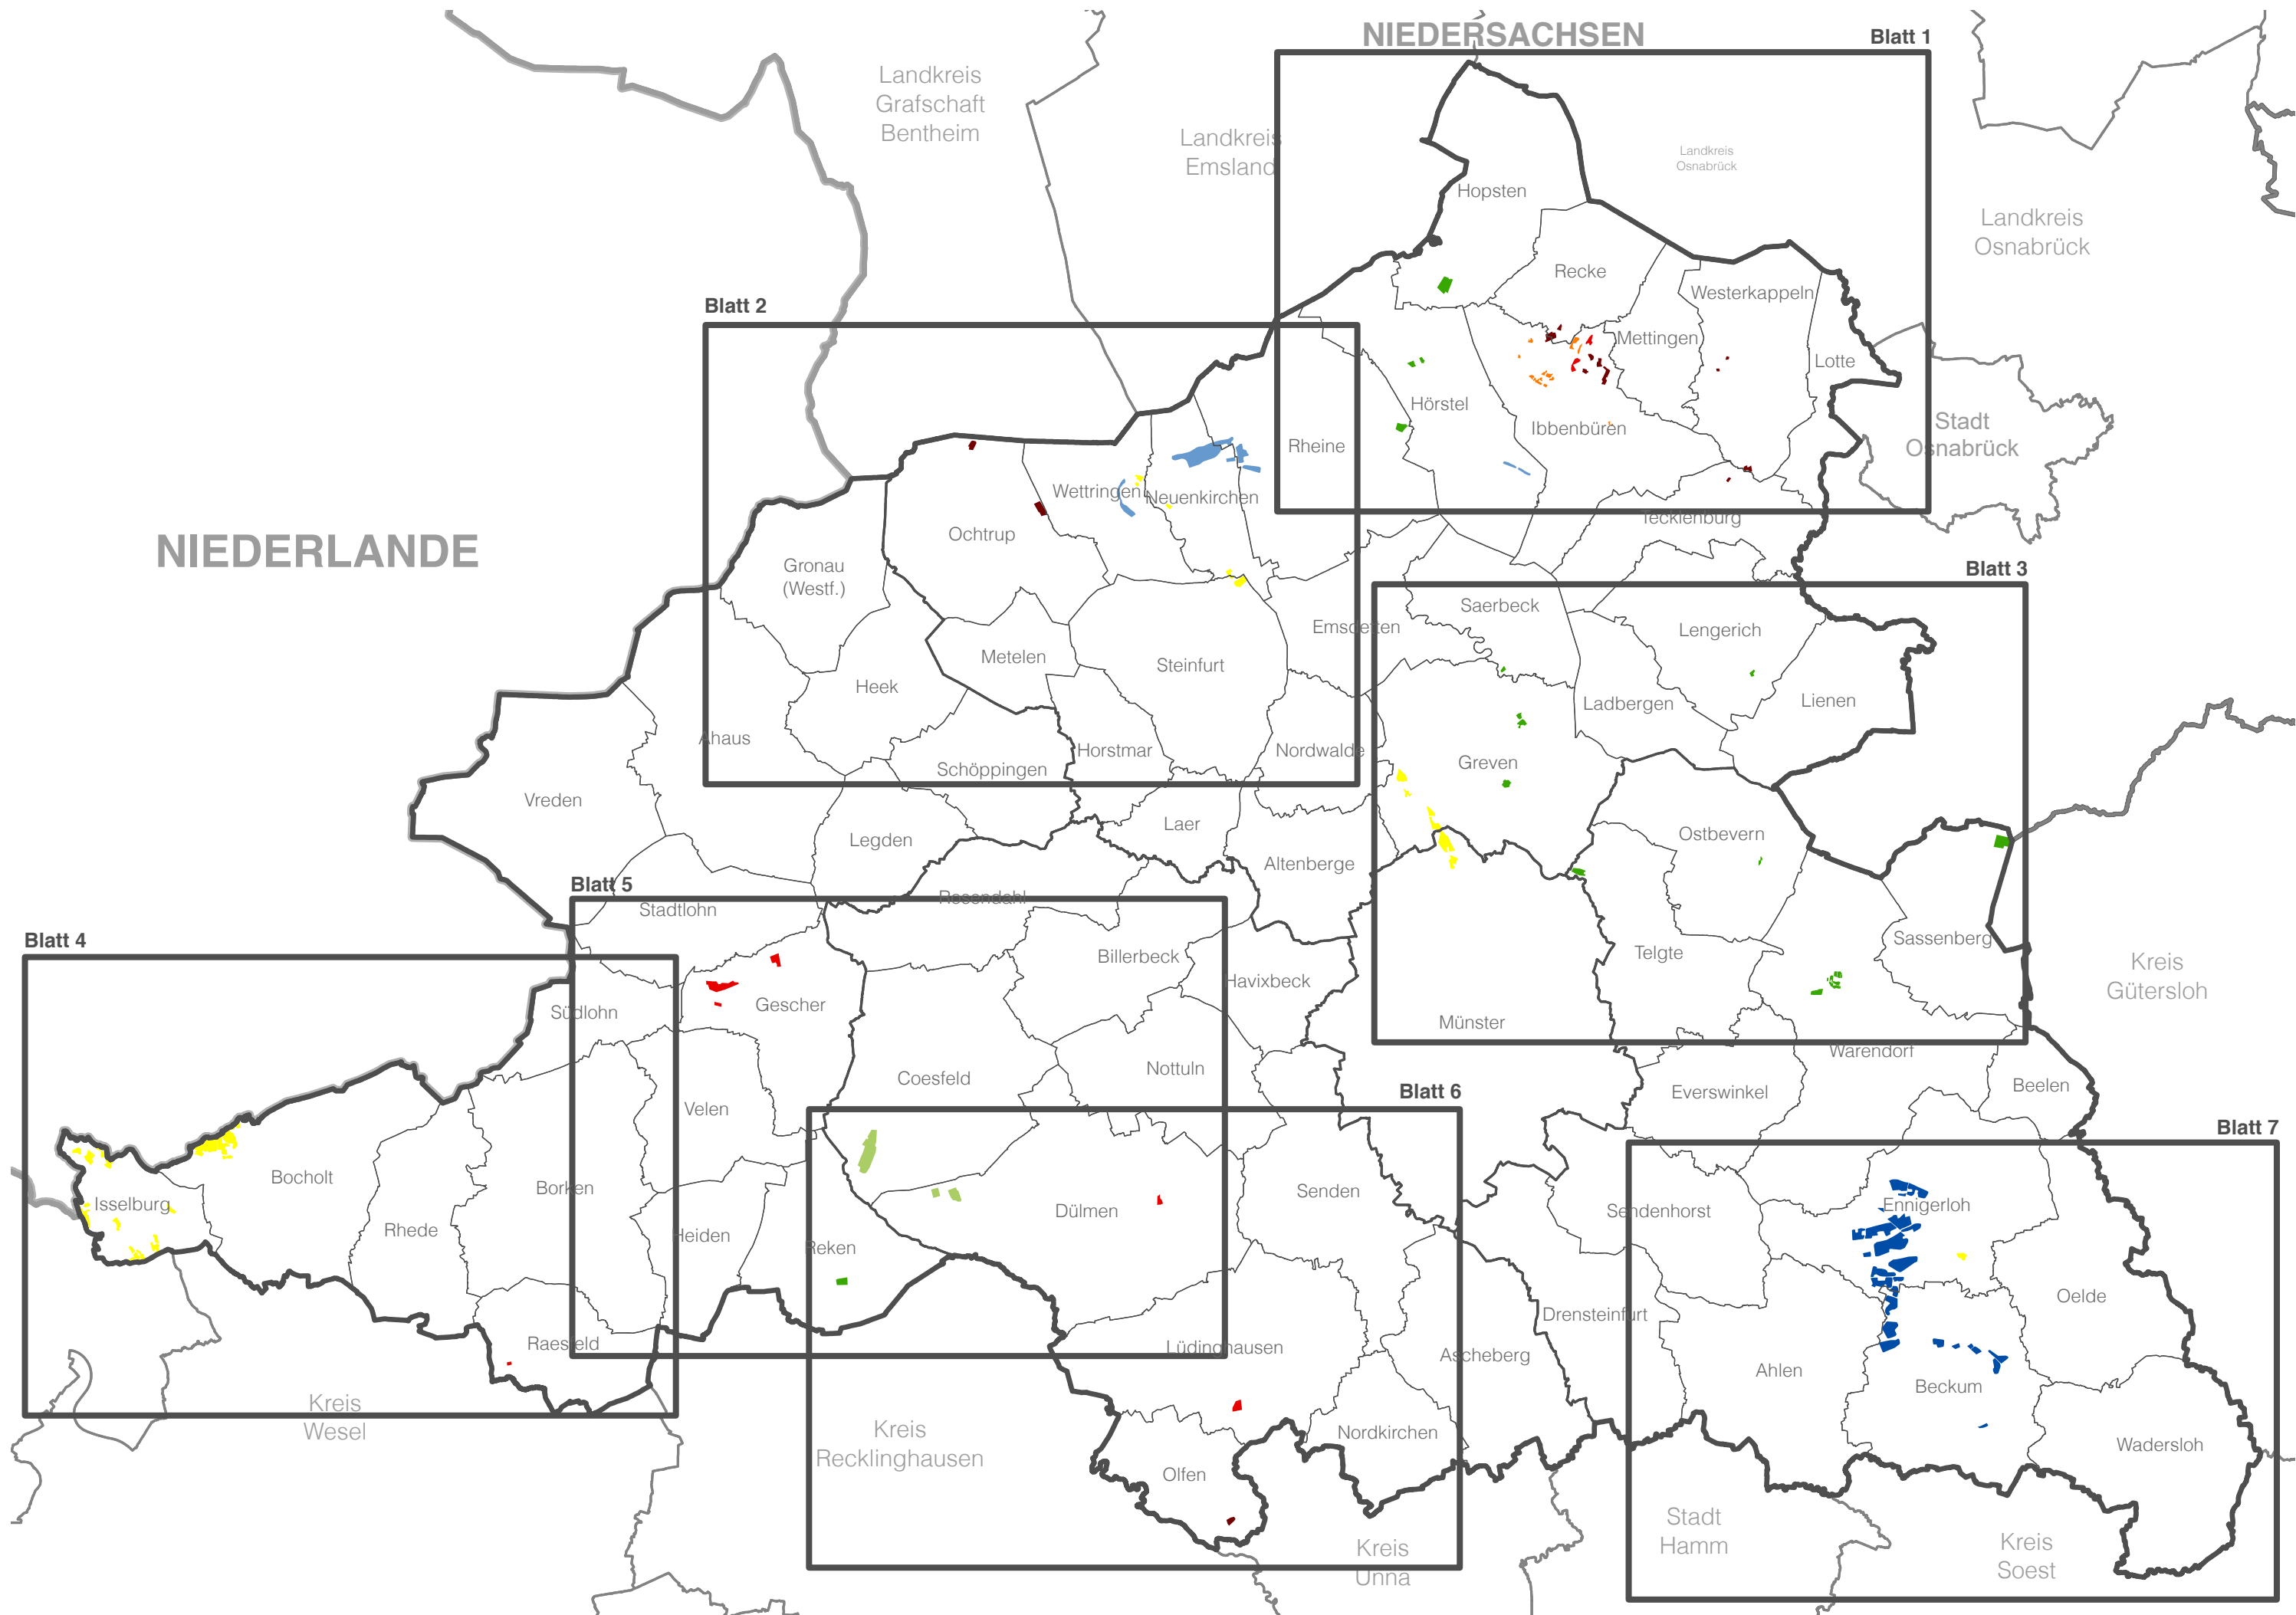 NIEDERSACHSEN
Blatt 1
Landkreis
Grafschaft
Bentheim
Landkreis
Emsland
Landkreis
Osnabrück
Hopsten
Landkreis
Osnabrück
Recke
Westerkappeln
Blatt 2
Mettingen
Lotte
Hörstel
Stadt
Osnabrück
Ibbenbüren
Rheine
Wettringen
Neuenkirchen
Tecklenburg
Ochtrup
NIEDERLANDE
Gronau
(Westf.)
Blatt 3
Saerbeck
Emsdetten
Lengerich
Metelen
Steinfurt
Heek
Ladbergen
Lienen
Ahaus
Horstmar
Nordwalde
Greven
Schöppingen
Vreden
Laer
Ostbevern
Legden
Altenberge
Blatt 5
Rosendahl
Stadtlohn
Blatt 4
Sassenberg
Billerbeck
Telgte
Kreis
Gütersloh
Havixbeck
Gescher
Südlohn
Münster
Warendorf
Nottuln
Coesfeld
Beelen
Everswinkel
Blatt 6
Velen
Blatt 7
Bocholt
Borken
Senden
Isselburg
Ennigerloh
Dülmen
Sendenhorst
Rhede
Heiden
Reken
Oelde
Drensteinfurt
Raesfeld
Lüdinghausen
Ascheberg
Ahlen
Beckum
Kreis
Wesel
Kreis
Recklinghausen
Nordkirchen
Wadersloh
Olfen
Stadt
Hamm
Kreis
Soest
Kreis
Unna